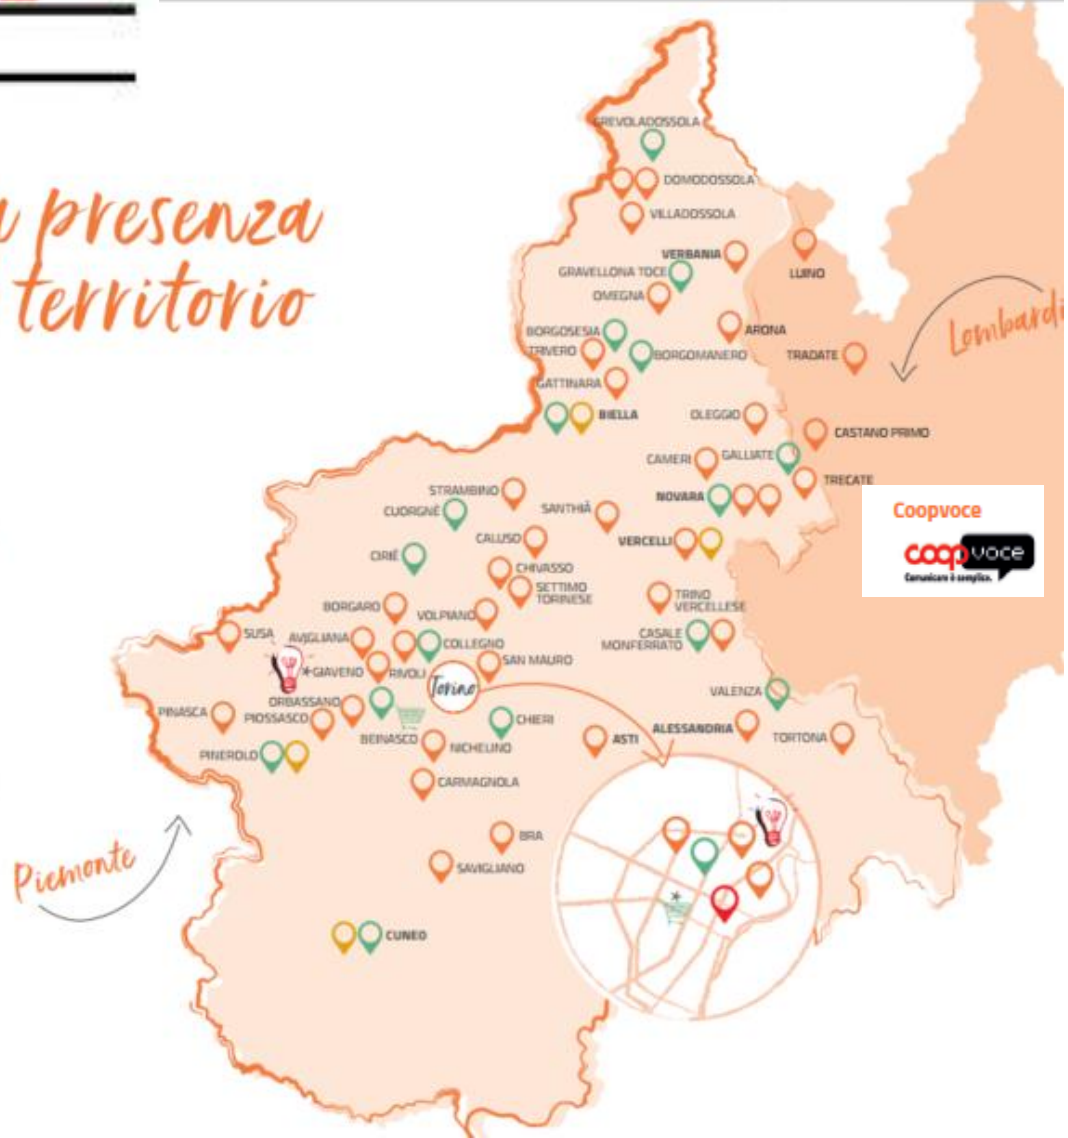 presenza
territorio
CREVOLADOSSOLA
DOMODOSSOLA
VILLADOSSOLA
VERBANIA
LUINO
GRAVELLONA TOCE
OMEGNA
Lombardi
BORGOSESIA
ARONA
TRIVERO
BORGOMANERO
TRADATE
GATTINARA
BIELLA
OLEGGIO
CASTANO PRIMO
CAMERI
GALLIATE
TRECATE
STRAMBINO
NOVARA
CUORGNÈ
SANTHIÀ
Coopvoce
CALUSO
VERCELLI
coop voce
Comunicare è semplice.
CIRIÈ
CHIVASSO
SETTIMO
TORINESE
TRINO
VERCELLESE
BORGARO
VOLPIANO
SUSA
AVIGLIANA
COLLEGNO
CASALE
MONFERRATO
SAN MAURO
*GIAVENO
RIVOLI
Torino
VALENZA
ORBASSANO
PINASCA
PIOSSASCO
CHIERI
ALESSANDRIA
TORTONA
BEINASCO
NICHELINO
ASTI
PINEROLO
CARMAGNOLA
BRA
Piemonte
SAVIGLIANO
*
CUNEO